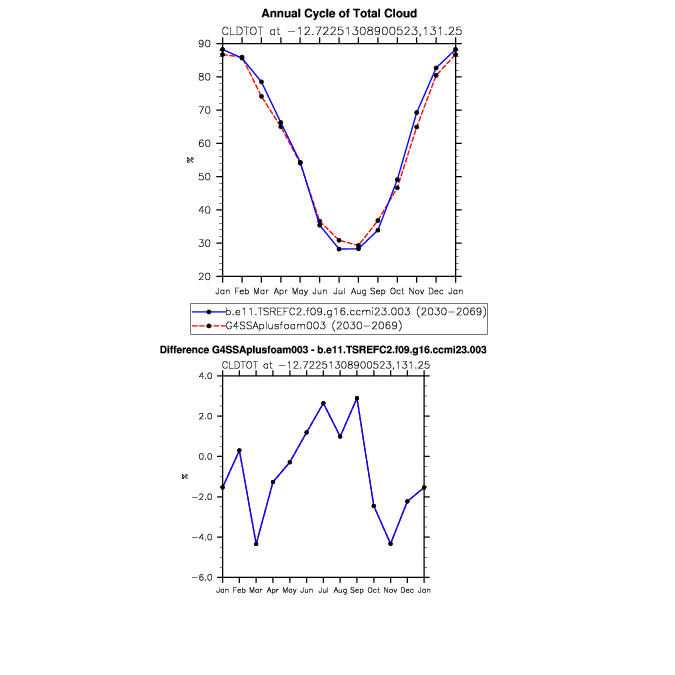 Annual Cycle of Total Cloud
CLDTOT at −12.72251308900523,131.25
90
80
70
60
50
40
30
20
%
Jan Feb Mar Apr May Jun Jul Aug Sep Oct Nov Dec Jan
b.e11.TSREFC2.f09.g16.ccmi23.003 (2030−2069)
G4SSAplusfoam003 (2030−2069)
Difference G4SSAplusfoam003 - b.e11.TSREFC2.f09.g16.ccmi23.003
CLDTOT at −12.72251308900523,131.25
4.0
2.0
0.0
−2.0
−4.0
−6.0
%
Jan Feb Mar Apr May Jun Jul Aug Sep Oct Nov Dec Jan